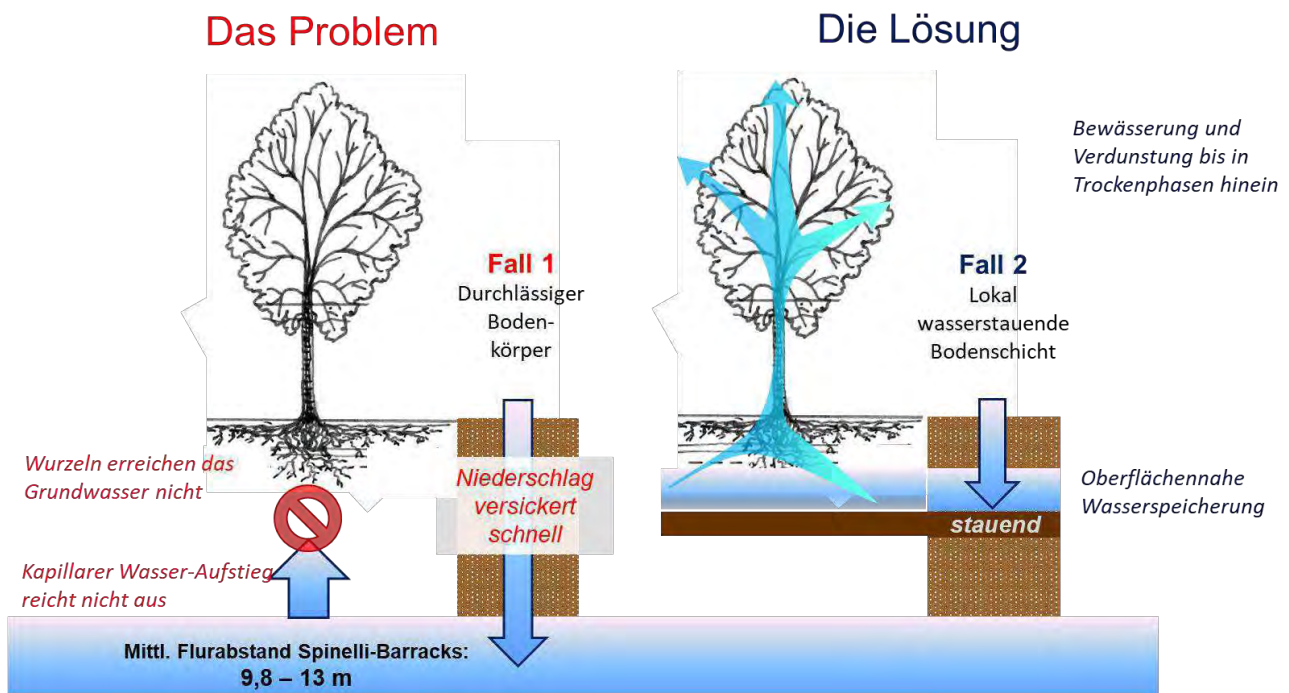 Das Problem
Fall 1
Durchlässiger
Boden-
körper
Wurzeln erreichen das
Grundwasser nicht
Niederschlag
versickert
schnell
Kapillarer Wasser-Aufstieg
reicht nicht aus
Mittl. Flurabstand Spinelli-Barracks:
9,8 – 13 m
Die Lösung
Bewässerung und
Verdunstung bis in
Trockenphasen hinein
Fall 2
Lokal
wasserstauende
Bodenschicht
Oberflächennahe
Wasserspeicherung
stauend